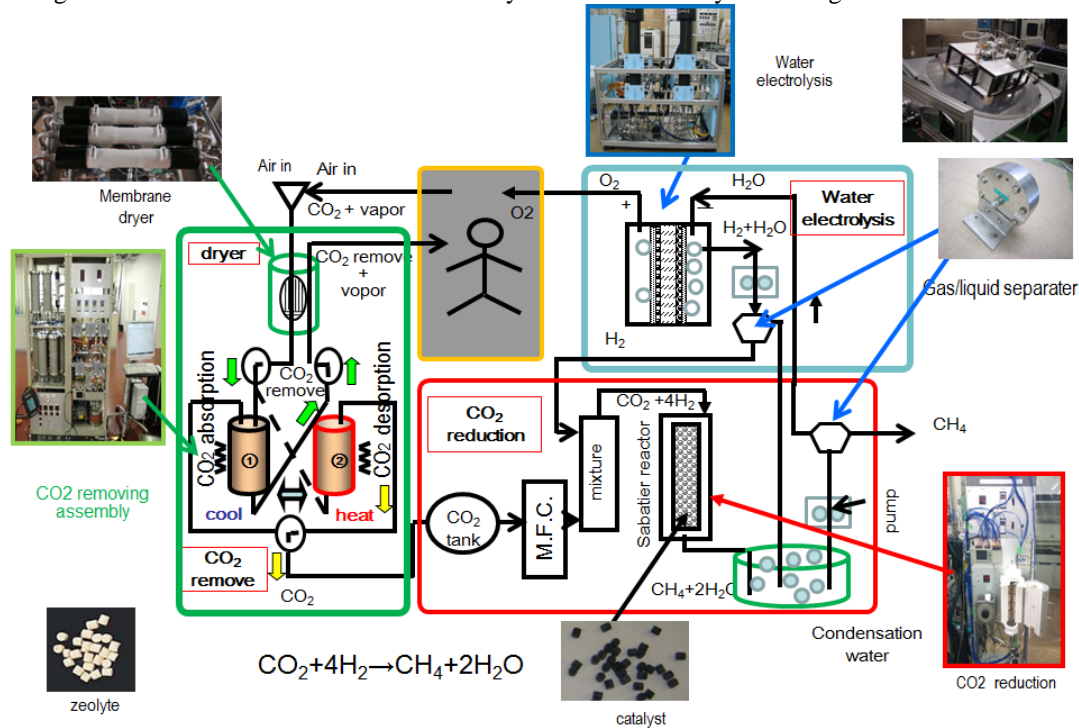 Water
electrolysis
Air in
Air in
Membrane
dryer
CO2 + vapor
O2
O2
+
H2O
–
Water
electrolysis
H2+H2O
dryer
CO2 remove
+
vopor
Gas/liquid separater
H2
CO2 absorption
CO2
remove
CO2 desorption
①
②
cool
heat
CO2
reduction
CO2 +4H2
mixture
Sabatier reactor
CH4
pump
CO2 removing
assembly
CO2
tank
M.F.C.
CO2
remove
CO2
CH4+2H2O
Condensation
water
CO2+4H2→CH4+2H2O
zeolyte
catalyst
CO2 reduction